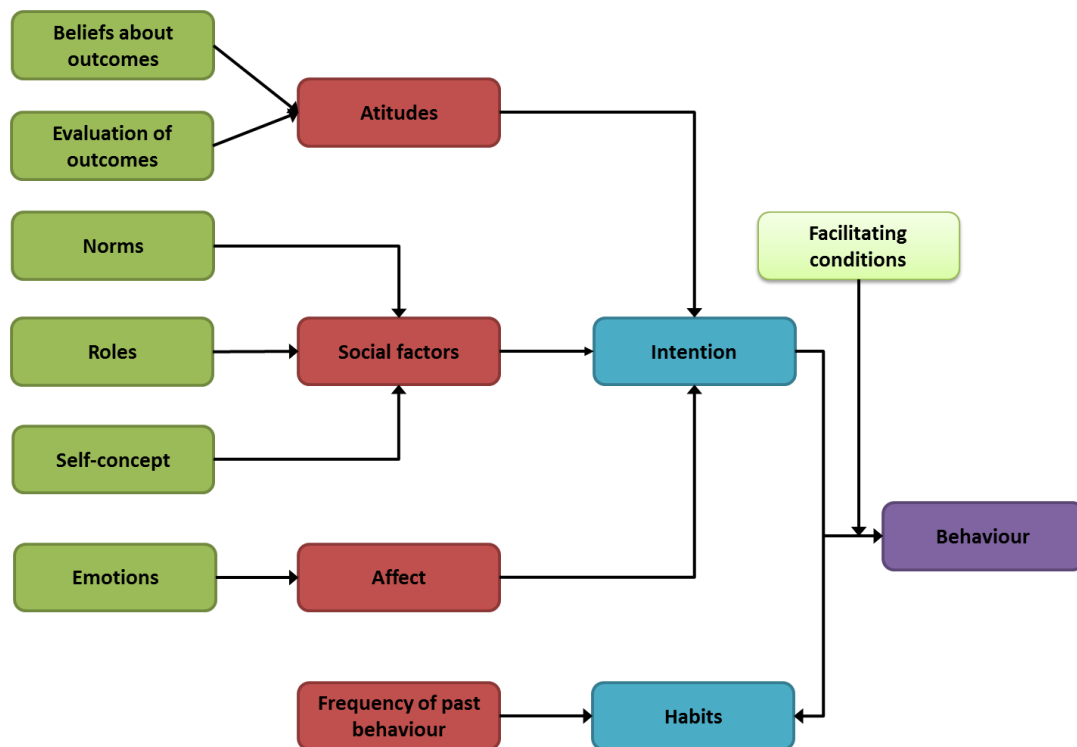 Beliefs about
outcomes
Evaluation of
outcomes
Atitudes
Norms
Facilitating
conditions
Roles
Social factors
Intention
Self-concept
Behaviour
Emotions
Affect
Frequency of past
behaviour
Habits